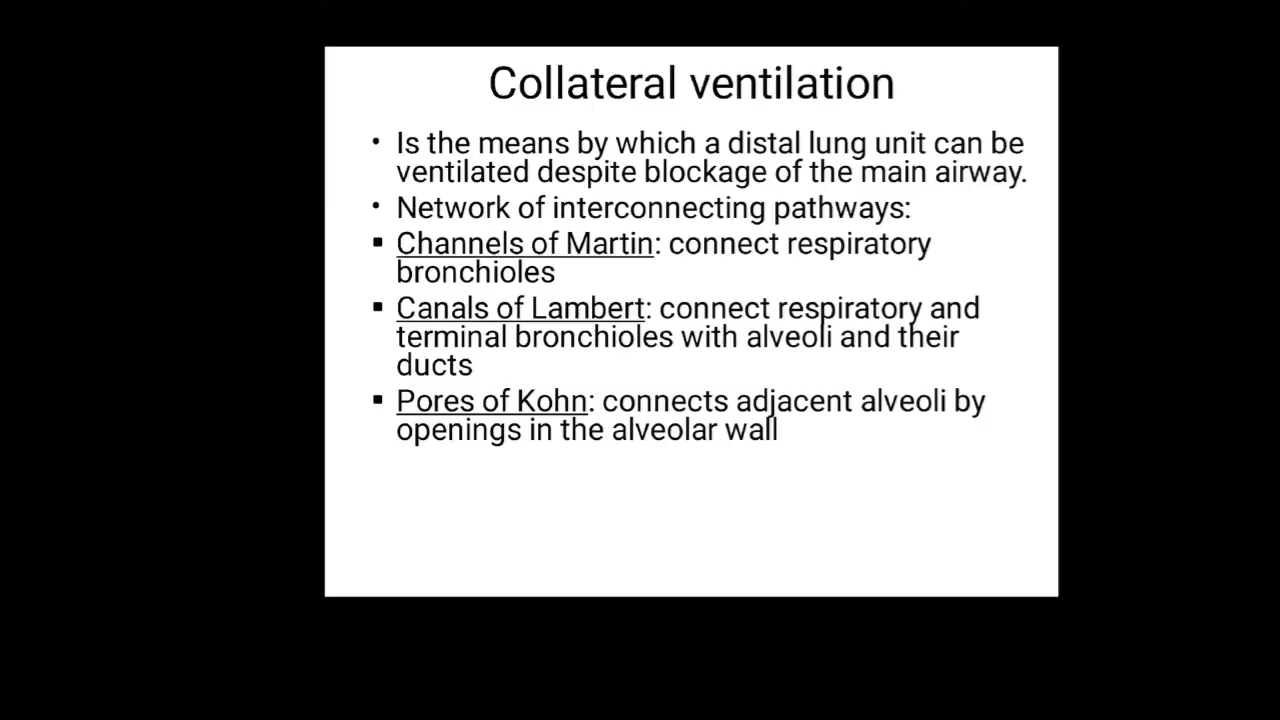 Collateral ventilation
• Is the means by which a distal lung unit can be
ventilated despite blockage of the main airway.
• Network of interconnecting pathways:
▪ Channels of Martin: connect respiratory
bronchioles
▪ Canals of Lambert: connect respiratory and
terminal bronchioles with alveoli and their
ducts
▪ Pores of Kohn: connects adjacent alveoli by
openings in the alveolar wall